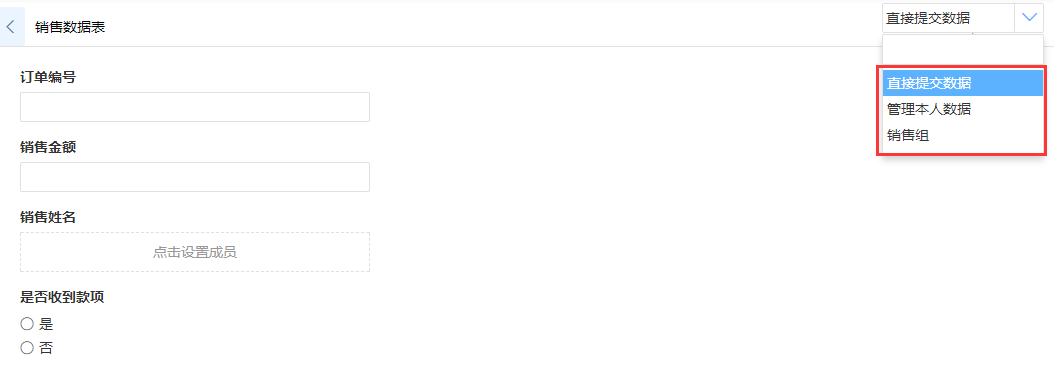 销售数据表
直接提交数据
直接提交数据
管理本人数据
销售组
订单编号
销售金额
销售姓名
点击设置成员
是否收到款项
是
否